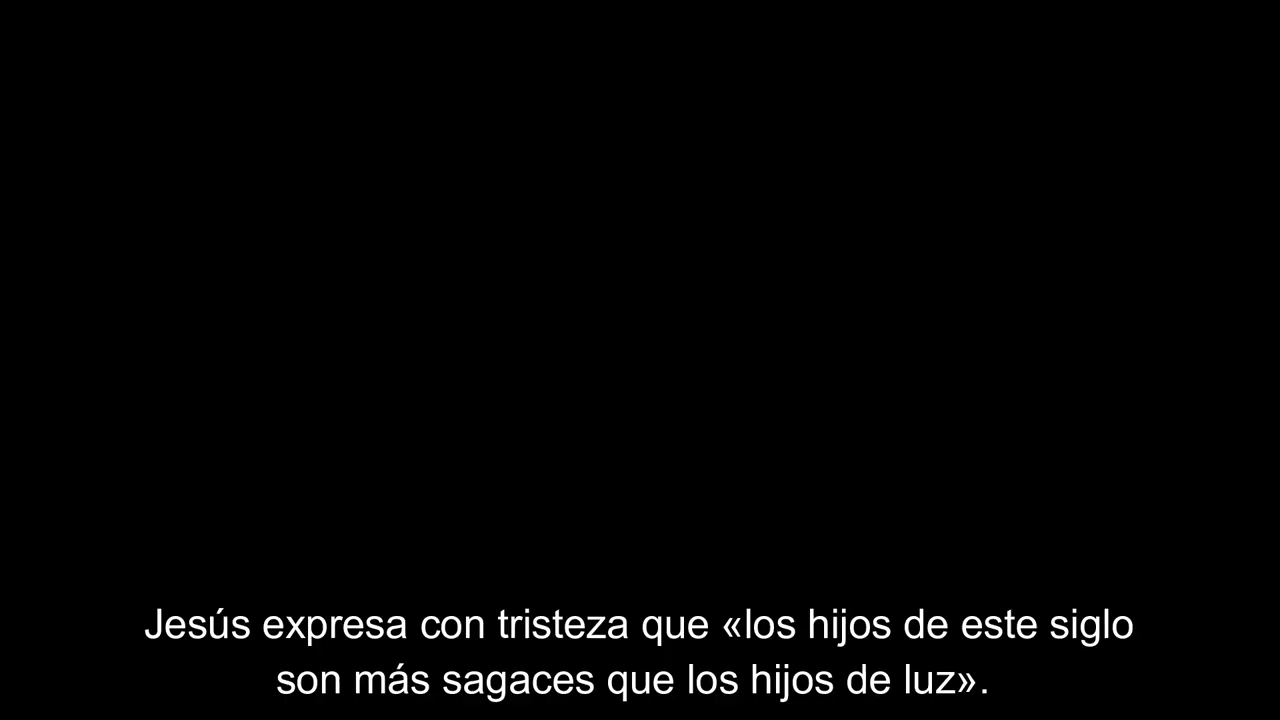 Jesús expresa con tristeza que «los hijos de este siglo
son más sagaces que los hijos de luz».